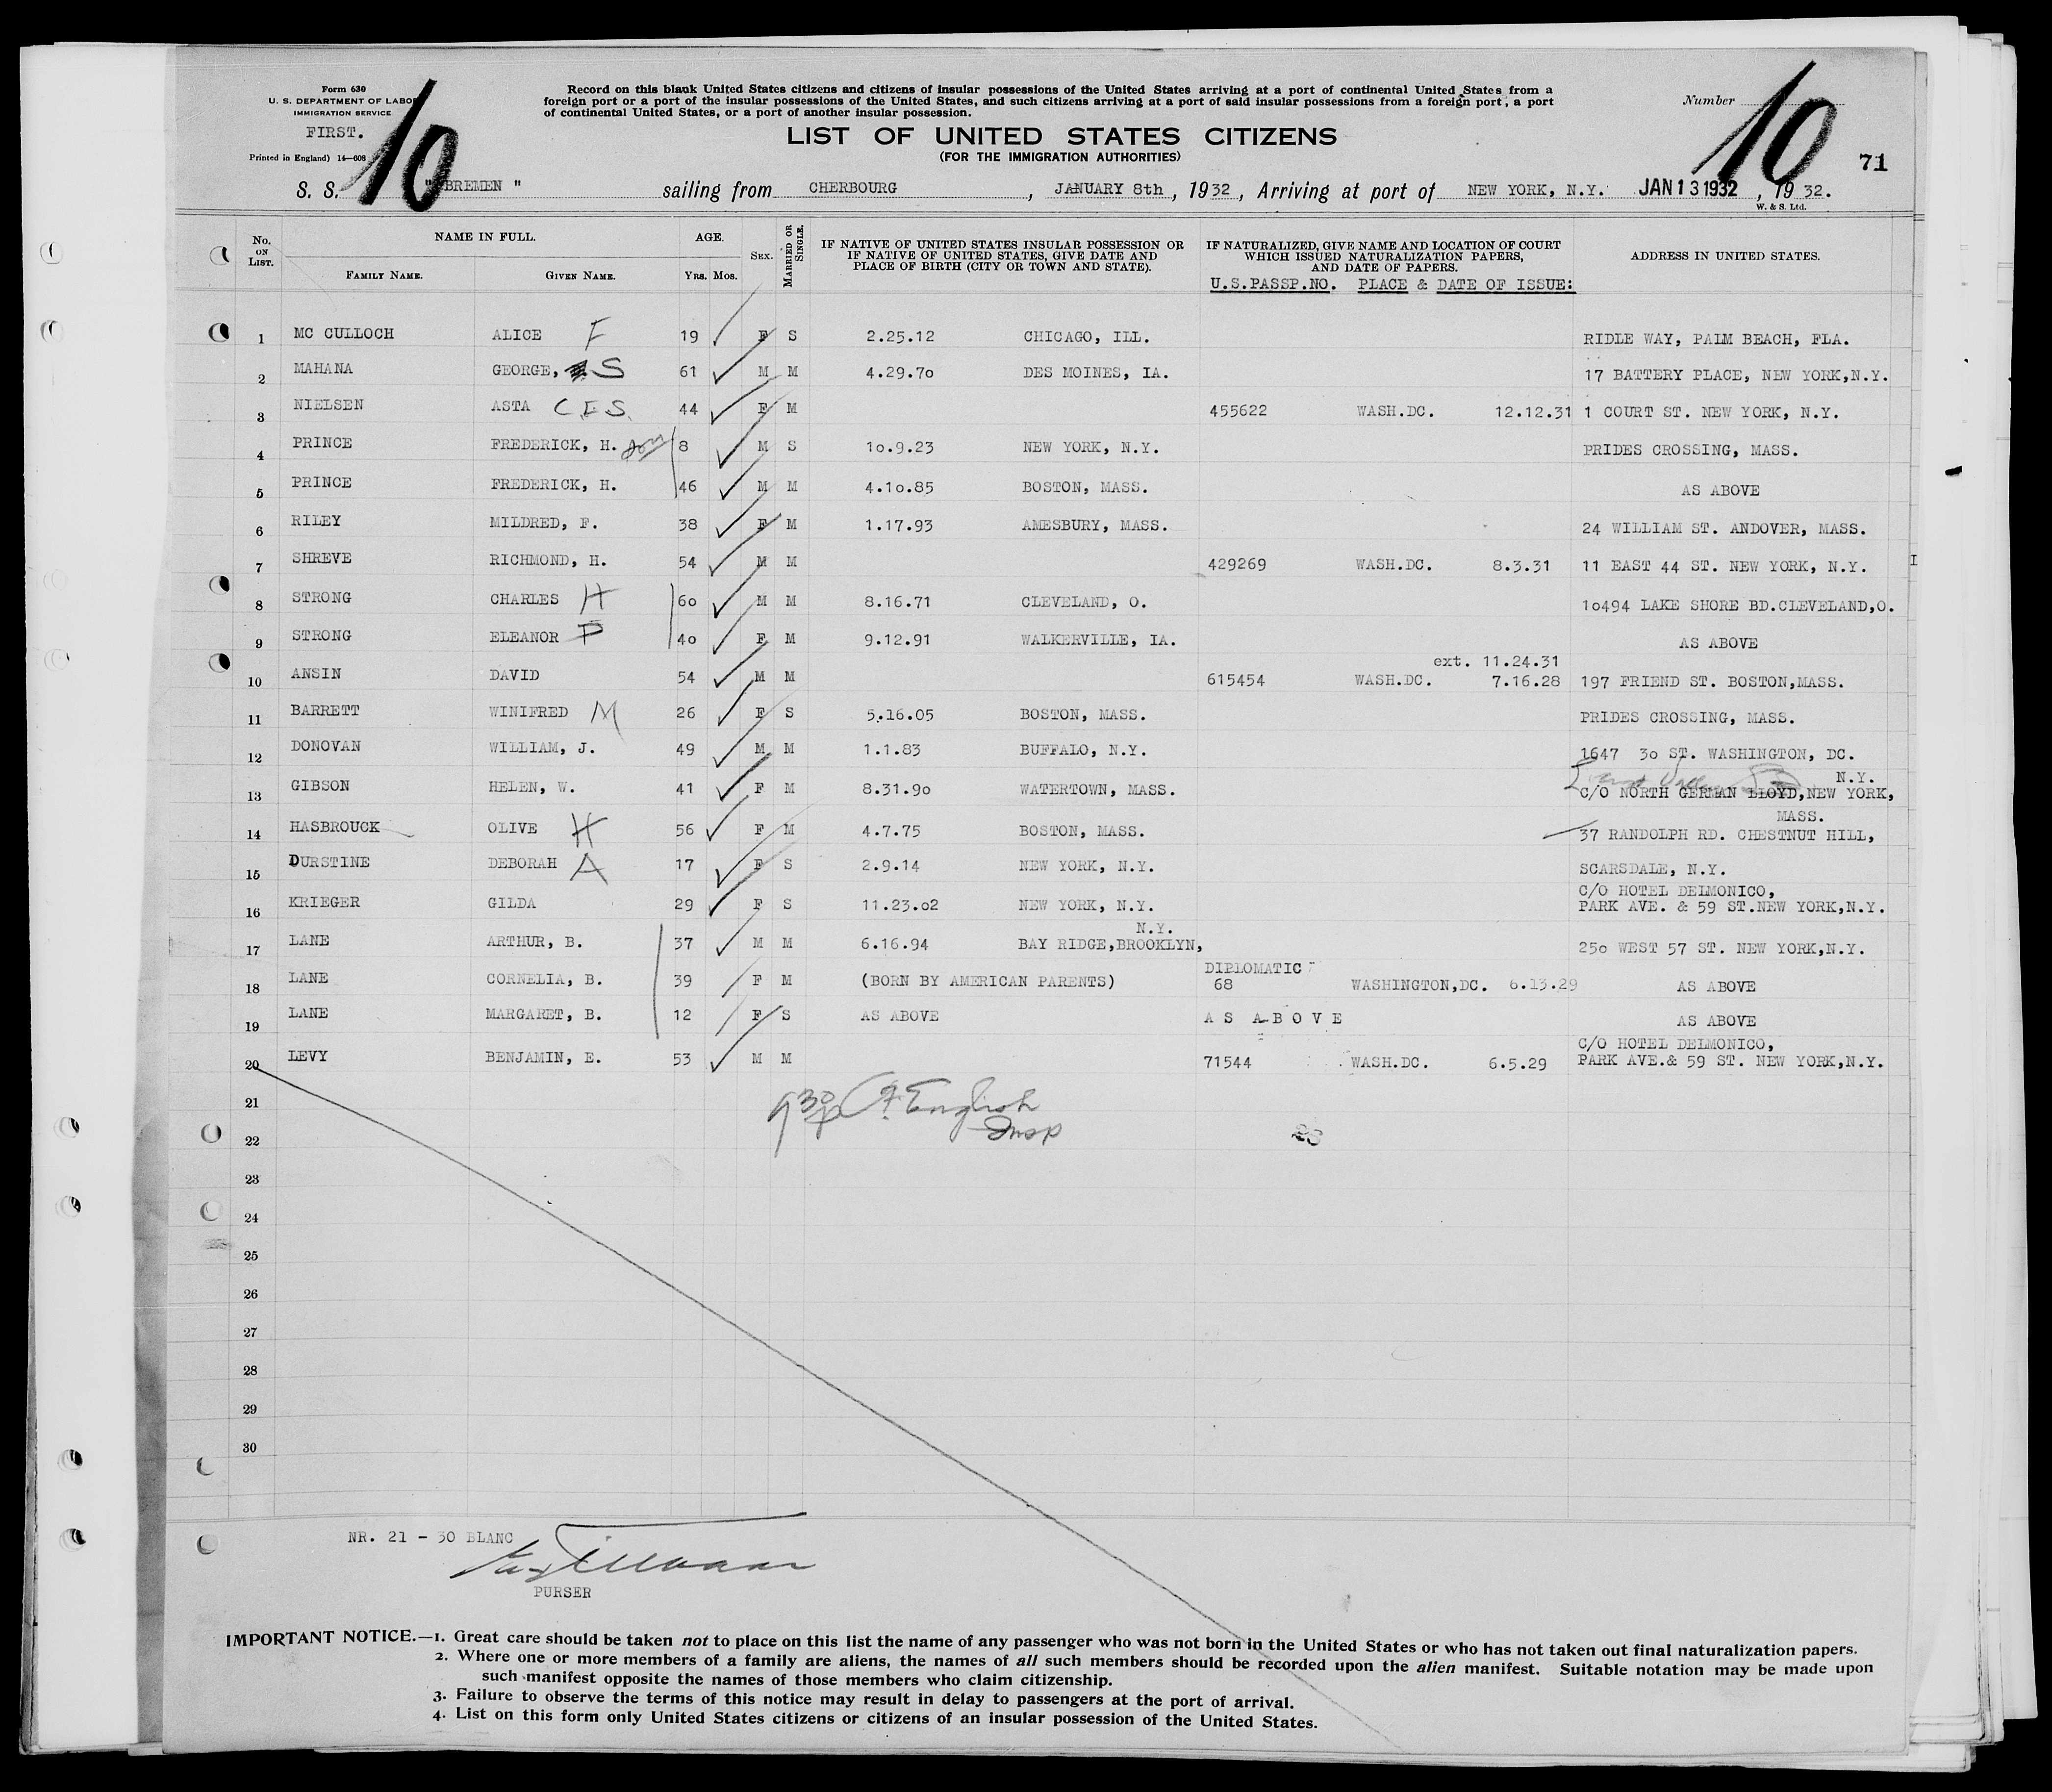 Form 630
U. S. DEPARTMENT OF LABOR
IMMIGRATION SERVICE
FIRST.
Printed in England) 14—608
10
Record on this blank United States citizens and citizens of insular possessions of the United States arriving at a port of continental United States from a
foreign port or a port of the insular possessions of the United States, and such citizens arriving at a port of said insular possessions from a foreign port, a port
of continental United States, or a port of another insular possession.
LIST OF UNITED STATES CITIZENS
(FOR THE IMMIGRATION AUTHORITIES)
Number
10
71
S. S. "BREMEN " sailing from CHERBOURG , JANUARY 8th , 1932 , Arriving at port of NEW YORK, N.Y. JAN 13 1932 , 1932.
W. & S. Ltd.
No. ON LIST.
NAME IN FULL.
FAMILY NAME. GIVEN NAME.
AGE.
Yrs. Mos.
SEX.
MARRIED OR SINGLE.
IF NATIVE OF UNITED STATES INSULAR POSSESSION OR
IF NATIVE OF UNITED STATES, GIVE DATE AND
PLACE OF BIRTH (CITY OR TOWN AND STATE).
IF NATURALIZED, GIVE NAME AND LOCATION OF COURT
WHICH ISSUED NATURALIZATION PAPERS,
AND DATE OF PAPERS.
U.S.PASSP.NO. PLACE & DATE OF ISSUE:
ADDRESS IN UNITED STATES.
1 MC CULLOCH ALICE F 19 F S 2.25.12 CHICAGO, ILL. RIDLE WAY, PALM BEACH, FLA.
2 MAHANA GEORGE, S 61 M M 4.29.70 DES MOINES, IA. 17 BATTERY PLACE, NEW YORK,N.Y.
3 NIELSEN ASTA C.E.S. 44 F M 455622 WASH.DC. 12.12.31 1 COURT ST. NEW YORK, N.Y.
4 PRINCE FREDERICK, H. son 8 M S 10.9.23 NEW YORK, N.Y. PRIDES CROSSING, MASS.
5 PRINCE FREDERICK, H. 46 M M 4.10.85 BOSTON, MASS. AS ABOVE
6 RILEY MILDRED, F. 38 F M 1.17.93 AMESBURY, MASS. 24 WILLIAM ST. ANDOVER, MASS.
7 SHREVE RICHMOND, H. 54 M M 429269 WASH.DC. 8.3.31 11 EAST 44 ST. NEW YORK, N.Y.
8 STRONG CHARLES H 60 M M 8.16.71 CLEVELAND, O. 10494 LAKE SHORE BD.CLEVELAND,O.
9 STRONG ELEANOR P 40 F M 9.12.91 WALKERVILLE, IA. AS ABOVE
ext. 11.24.31
10 ANSIN DAVID 54 M M 615454 WASH.DC. 7.16.28 197 FRIEND ST. BOSTON,MASS.
11 BARRETT WINIFRED M 26 F S 5.16.05 BOSTON, MASS. PRIDES CROSSING, MASS.
12 DONOVAN WILLIAM, J. 49 M M 1.1.83 BUFFALO, N.Y. 1647 30 ST. WASHINGTON, DC.
N.Y.
13 GIBSON HELEN, W. 41 F M 8.31.90 WATERTOWN, MASS. C/O NORTH GERMAN LLOYD,NEW YORK,
MASS.
14 HASBROUCK OLIVE H 56 F M 4.7.75 BOSTON, MASS. 37 RANDOLPH RD. CHESTNUT HILL,
15 DURSTINE DEBORAH A 17 F S 2.9.14 NEW YORK, N.Y. SCARSDALE, N.Y.
C/O HOTEL DELMONICO,
16 KRIEGER GILDA 29 F S 11.23.02 NEW YORK, N.Y. PARK AVE. & 59 ST.NEW YORK,N.Y.
N.Y.
17 LANE ARTHUR, B. 37 M M 6.16.94 BAY RIDGE,BROOKLYN, 250 WEST 57 ST. NEW YORK,N.Y.
DIPLOMATIC
18 LANE CORNELIA, B. 39 F M (BORN BY AMERICAN PARENTS) 68 WASHINGTON,DC. 6.13.29 AS ABOVE
19 LANE MARGARET, B. 12 F S AS ABOVE A S A B O V E AS ABOVE
C/O HOTEL DELMONICO,
20 LEVY BENJAMIN, E. 53 M M 71544 WASH.DC. 6.5.29 PARK AVE.& 59 ST. NEW YORK,N.Y.
21
English
Insp
22
23
24
25
26
27
28
29
30
NR. 21 - 30 BLANC
PURSER
IMPORTANT NOTICE.—1. Great care should be taken not to place on this list the name of any passenger who was not born in the United States or who has not taken out final naturalization papers.
2. Where one or more members of a family are aliens, the names of all such members should be recorded upon the alien manifest. Suitable notation may be made upon
such manifest opposite the names of those members who claim citizenship.
3. Failure to observe the terms of this notice may result in delay to passengers at the port of arrival.
4. List on this form only United States citizens or citizens of an insular possession of the United States.